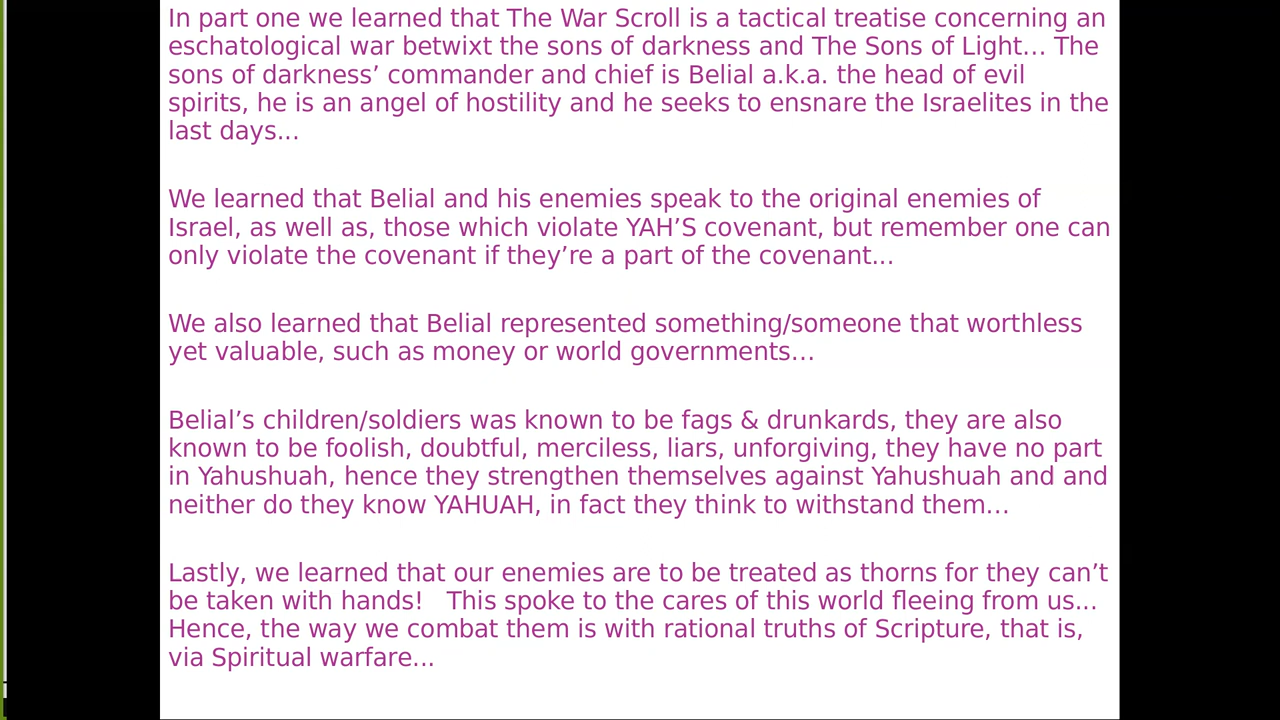 In part one we learned that The War Scroll is a tactical treatise concerning an
eschatological war betwixt the sons of darkness and The Sons of Light... The
sons of darkness’ commander and chief is Belial a.k.a. the head of evil
spirits, he is an angel of hostility and he seeks to ensnare the Israelites in the
last days...
We learned that Belial and his enemies speak to the original enemies of
Israel, as well as, those which violate YAH’S covenant, but remember one can
only violate the covenant if they’re a part of the covenant...
We also learned that Belial represented something/someone that worthless
yet valuable, such as money or world governments...
Belial’s children/soldiers was known to be fags & drunkards, they are also
known to be foolish, doubtful, merciless, liars, unforgiving, they have no part
in Yahushuah, hence they strengthen themselves against Yahushuah and and
neither do they know YAHUAH, in fact they think to withstand them...
Lastly, we learned that our enemies are to be treated as thorns for they can’t
be taken with hands!   This spoke to the cares of this world fleeing from us...
Hence, the way we combat them is with rational truths of Scripture, that is,
via Spiritual warfare...